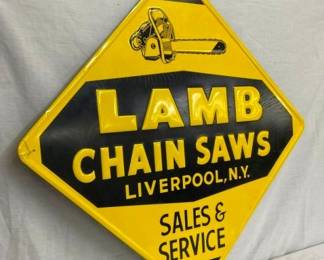 LAMB
CHAIN SAWS
LIVERPOOL, N.Y.
SALES &
SERVICE